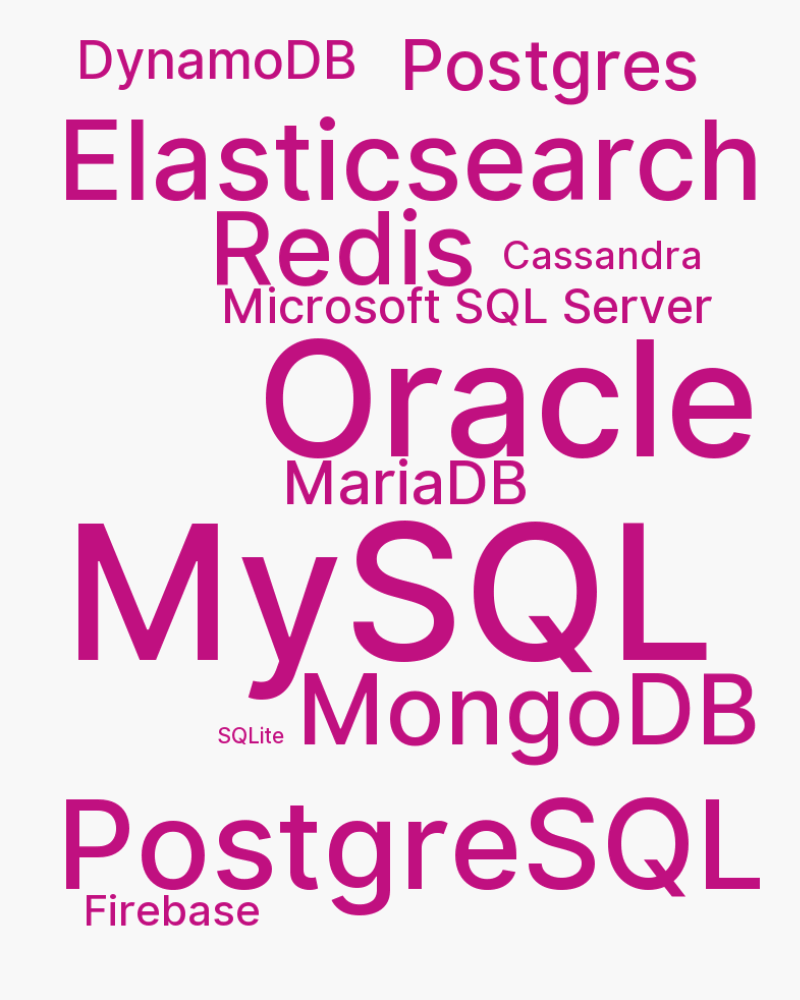 DynamoDB Postgres
Elasticsearch
Redis Cassandra
Microsoft SQL Server
Oracle
MariaDB
MySQL
SQLite MongoDB
PostgreSQL
Firebase